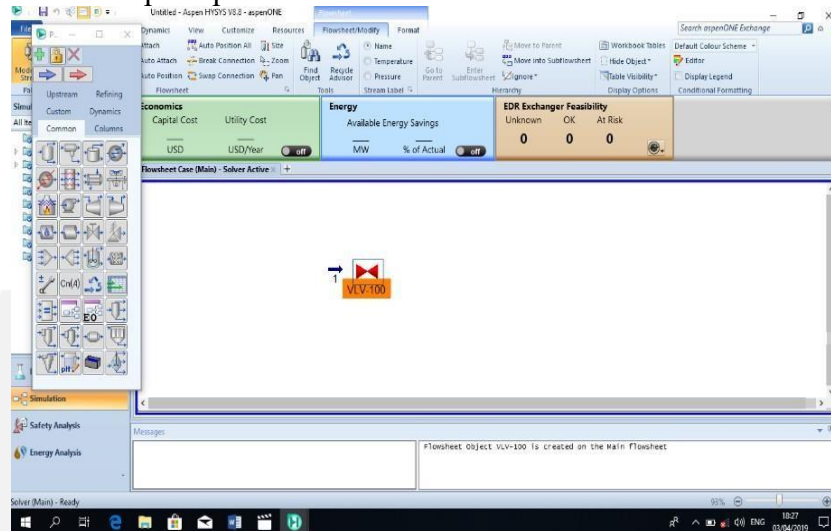 Untitled - Aspen HYSYS V8.8 - aspenONE
File
P...
Dynamics View Customize Resources Flowsheet/Modify Format
Search aspenONE Exchange
Attach
Auto Attach
Auto Position
Auto Position All
Break Connection
Swap Connection
Size
Zoom
Pan
Find Object
Recycle Advisor
Name
Temperature
Pressure
Go to Parent
Enter Subflowsheet
Move to Parent
Move into Subflowsheet
Ignore
Workbook Tables
Hide Object
Table Visibility
Default Colour Scheme
Editor
Display Legend
Flowsheet
Tools
Stream Label
Hierarchy
Display Options
Conditional Formatting
Upstream Refining
Custom Dynamics
Common Columns
Cn(4)
EO
pH
Economics
Capital Cost Utility Cost
USD USD/Year off
Energy
Available Energy Savings
MW % of Actual off
EDR Exchanger Feasibility
Unknown OK At Risk
0 0 0
Flowsheet Case (Main) - Solver Active +
1
VLV-100
Simulation
Safety Analysis
Energy Analysis
Messages
Flowsheet Object VLV-100 is created on the Main flowsheet
Solver (Main) - Ready
93%
ENG
18:27
03/04/2019